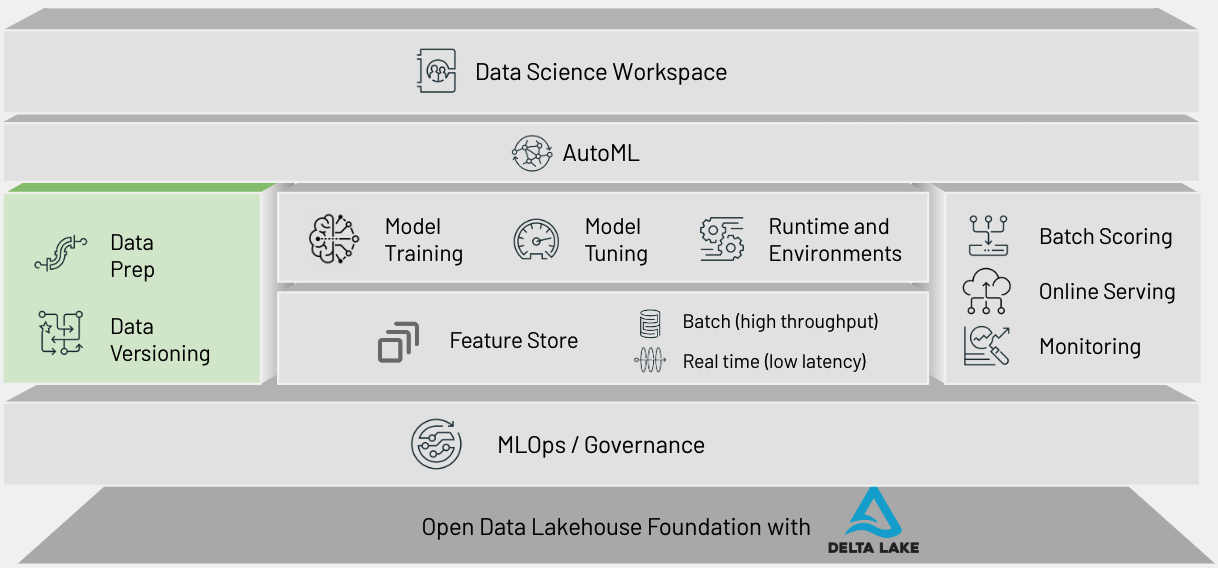 Data Science Workspace
AutoML
Data
Prep
Data
Versioning
Model
Training
Model
Tuning
Runtime and
Environments
Feature Store
Batch (high throughput)
Real time (low latency)
Batch Scoring
Online Serving
Monitoring
MLOps / Governance
Open Data Lakehouse Foundation with
DELTA LAKE